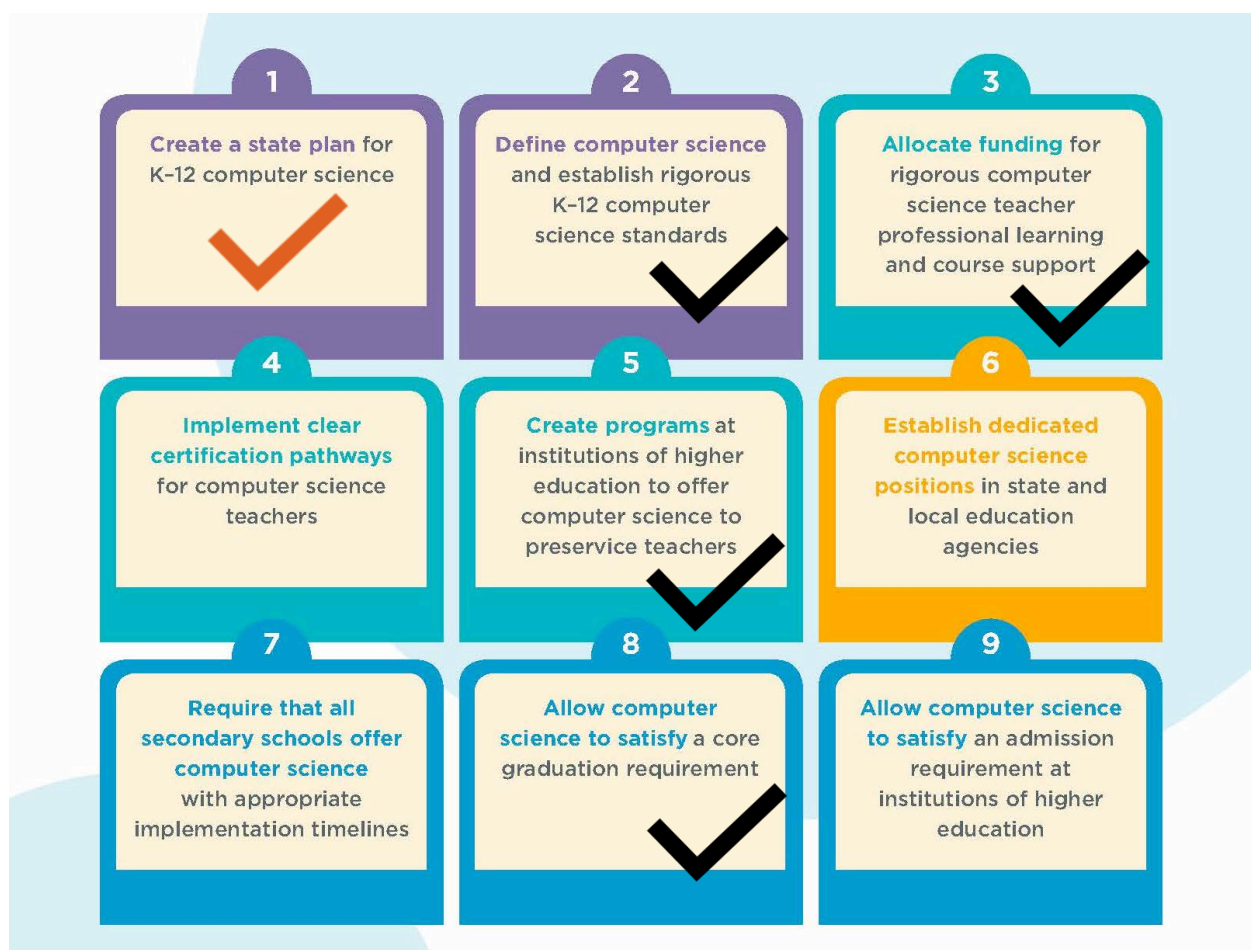 1
Create a state plan for
K–12 computer science
2
Define computer science
and establish rigorous
K–12 computer
science standards
3
Allocate funding for
rigorous computer
science teacher
professional learning
and course support
4
Implement clear
certification pathways
for computer science
teachers
5
Create programs at
institutions of higher
education to offer
computer science to
preservice teachers
6
Establish dedicated
computer science
positions in state and
local education
agencies
7
Require that all
secondary schools offer
computer science
with appropriate
implementation timelines
8
Allow computer
science to satisfy a core
graduation requirement
9
Allow computer science
to satisfy an admission
requirement at
institutions of higher
education